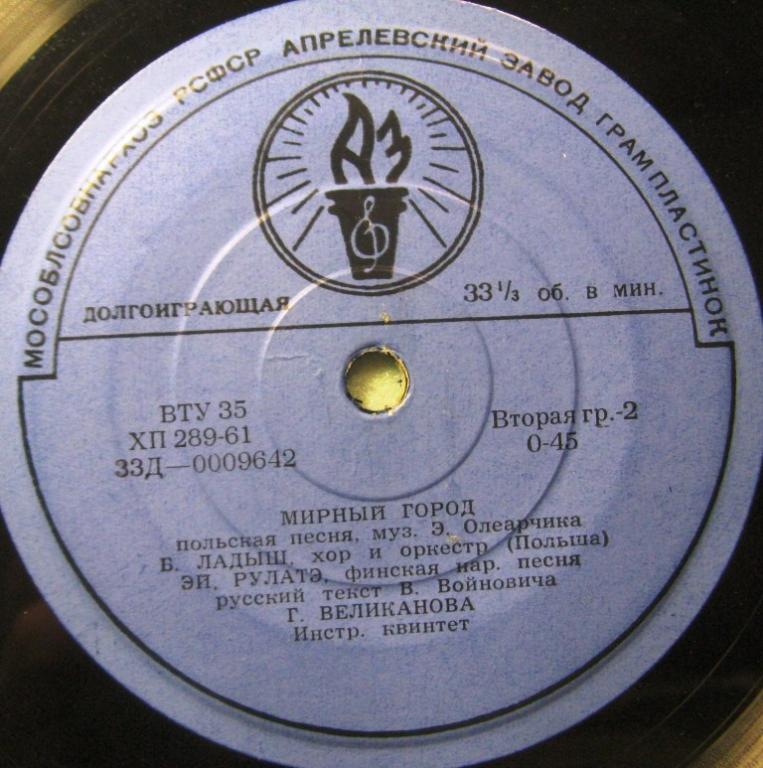 МОСОБЛСОВНАРХОЗ РСФСР АПРЕЛЕВСКИЙ ЗАВОД ГРАМПЛАСТИНОК
АЗ
ДОЛГОИГРАЮЩАЯ
33 1/3 об. в мин.
ВТУ 35
ХП 289-61
33Д—0009642
Вторая гр.-2
0-45
МИРНЫЙ ГОРОД
польская песня, муз. Э. Олеарчика
Б. ЛАДЫШ, хор и оркестр (Польша)
ЭЙ, РУЛАТЭ, финская нар. песня
русский текст В. Войновича
Г. ВЕЛИКАНОВА
Инстр. квинтет